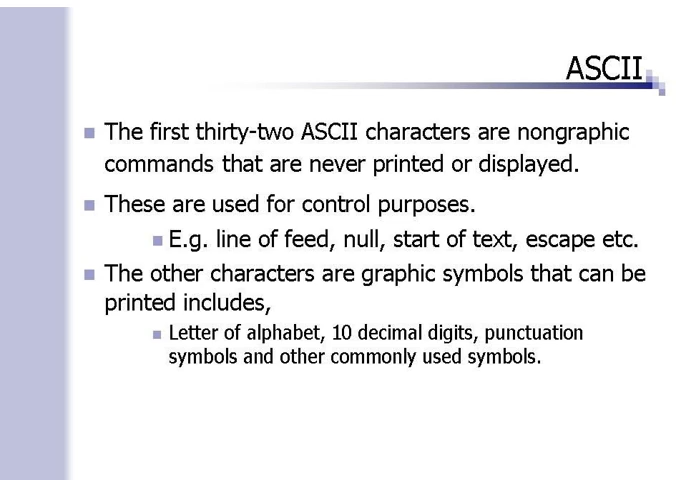 ASCII
The first thirty-two ASCII characters are nongraphic
commands that are never printed or displayed.
These are used for control purposes.
E.g. line of feed, null, start of text, escape etc.
The other characters are graphic symbols that can be
printed includes,
Letter of alphabet, 10 decimal digits, punctuation
symbols and other commonly used symbols.